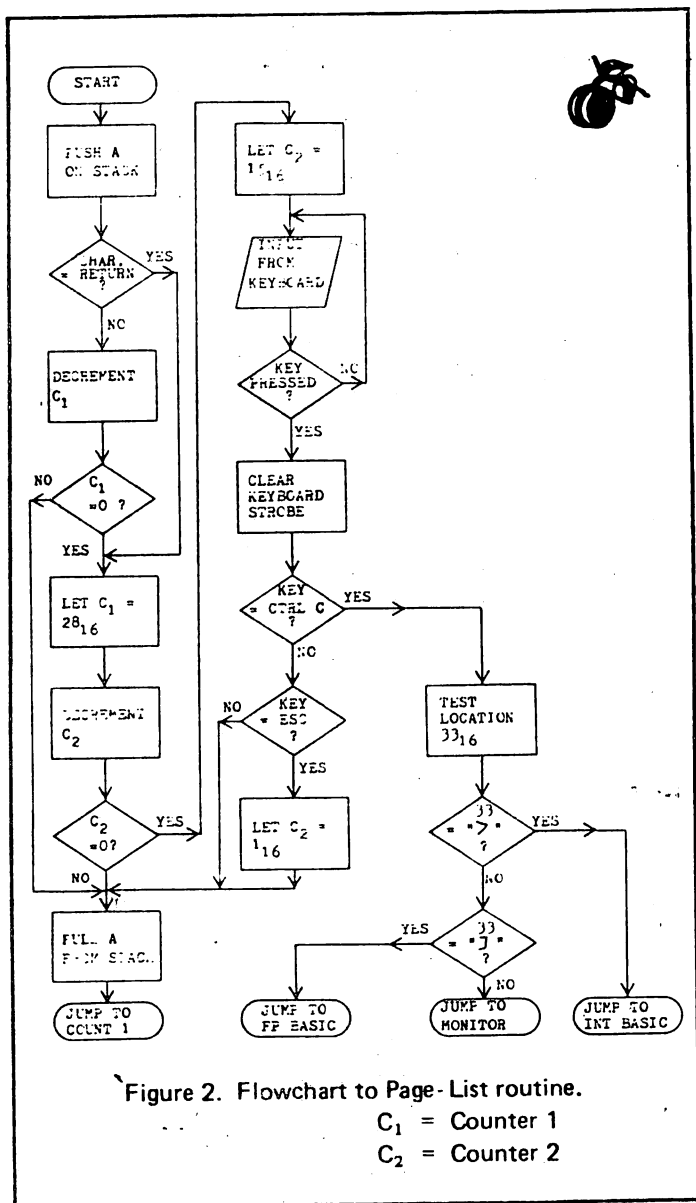 START
PUSH A
ON STACK
CHAR.
= RETURN
?
YES
NO
DECREMENT
C1
C1
=0 ?
NO
YES
LET C1 =
28 16
DECREMENT
C2
C2
=0?
YES
NO
PULL A
FROM STACK
JUMP TO
COUNT 1
LET C2 =
16
INPUT
FROM
KEYBOARD
KEY
PRESSED
?
NO
YES
CLEAR
KEYBOARD
STROBE
KEY
= CTRL C
?
YES
NO
KEY
= ESC
?
NO
YES
LET C2 =
1 16
TEST
LOCATION
33 16
33
= ">"
?
YES
NO
33
= "]"
?
YES
NO
JUMP TO
FP BASIC
JUMP TO
MONITOR
JUMP TO
INT BASIC
Figure 2. Flowchart to Page-List routine.
C1 = Counter 1
C2 = Counter 2